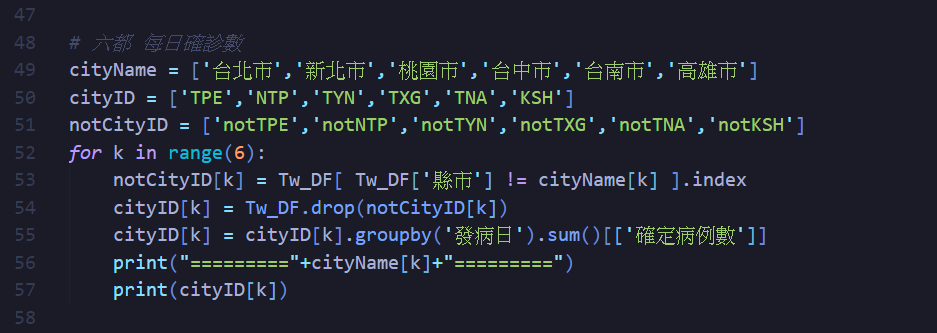 47
48 # 六都 每日確診數
49 cityName = ['台北市','新北市','桃園市','台中市','台南市','高雄市']
50 cityID = ['TPE','NTP','TYN','TXG','TNA','KSH']
51 notCityID = ['notTPE','notNTP','notTYN','notTXG','notTNA','notKSH']
52 for k in range(6):
53     notCityID[k] = Tw_DF[ Tw_DF['縣市'] != cityName[k] ].index
54     cityID[k] = Tw_DF.drop(notCityID[k])
55     cityID[k] = cityID[k].groupby('發病日').sum()[['確定病例數']]
56     print("========="+cityName[k]+"=========")
57     print(cityID[k])
58